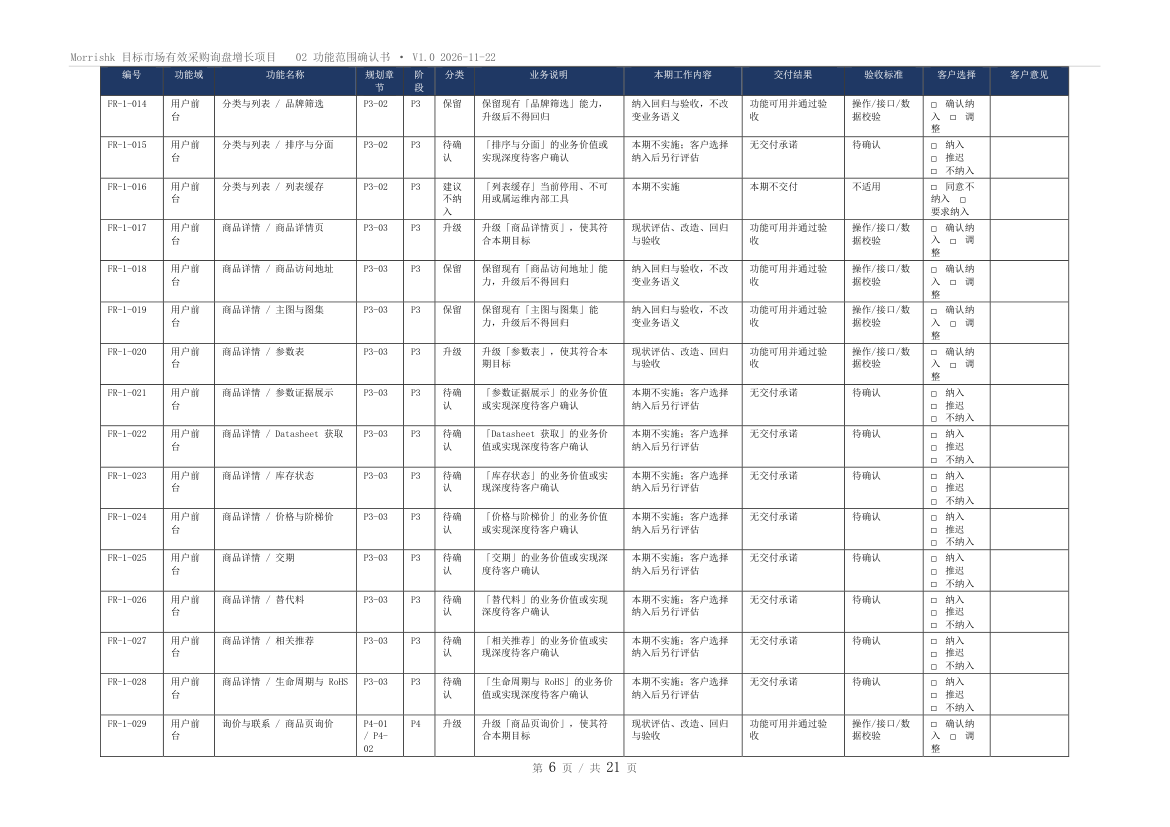 Morrishk 目标市场有效采购询盘增长项目 02 功能范围确认书 • V1.0 2026-11-22
编号 功能域 功能名称 规划章节 阶段 分类 业务说明 本期工作内容 交付结果 验收标准 客户选择 客户意见
FR-1-014 用户前台 分类与列表 / 品牌筛选 P3-02 P3 保留 保留现有「品牌筛选」能力，升级后不得回归 纳入回归与验收，不改变业务语义 功能可用并通过验收 操作/接口/数据校验 □ 确认纳入 □ 调整
FR-1-015 用户前台 分类与列表 / 排序与分面 P3-02 P3 待确认 「排序与分面」的业务价值或实现深度待客户确认 本期不实施；客户选择纳入后另行评估 无交付承诺 待确认 □ 纳入 □ 推迟 □ 不纳入
FR-1-016 用户前台 分类与列表 / 列表缓存 P3-02 P3 建议不纳入 「列表缓存」当前停用、不可用或属运维内部工具 本期不实施 本期不交付 不适用 □ 同意不纳入 □ 要求纳入
FR-1-017 用户前台 商品详情 / 商品详情页 P3-03 P3 升级 升级「商品详情页」，使其符合本期目标 现状评估、改造、回归与验收 功能可用并通过验收 操作/接口/数据校验 □ 确认纳入 □ 调整
FR-1-018 用户前台 商品详情 / 商品访问地址 P3-03 P3 保留 保留现有「商品访问地址」能力，升级后不得回归 纳入回归与验收，不改变业务语义 功能可用并通过验收 操作/接口/数据校验 □ 确认纳入 □ 调整
FR-1-019 用户前台 商品详情 / 主图与图集 P3-03 P3 保留 保留现有「主图与图集」能力，升级后不得回归 纳入回归与验收，不改变业务语义 功能可用并通过验收 操作/接口/数据校验 □ 确认纳入 □ 调整
FR-1-020 用户前台 商品详情 / 参数表 P3-03 P3 升级 升级「参数表」，使其符合本期目标 现状评估、改造、回归与验收 功能可用并通过验收 操作/接口/数据校验 □ 确认纳入 □ 调整
FR-1-021 用户前台 商品详情 / 参数证据展示 P3-03 P3 待确认 「参数证据展示」的业务价值或实现深度待客户确认 本期不实施；客户选择纳入后另行评估 无交付承诺 待确认 □ 纳入 □ 推迟 □ 不纳入
FR-1-022 用户前台 商品详情 / Datasheet 获取 P3-03 P3 待确认 「Datasheet 获取」的业务价值或实现深度待客户确认 本期不实施；客户选择纳入后另行评估 无交付承诺 待确认 □ 纳入 □ 推迟 □ 不纳入
FR-1-023 用户前台 商品详情 / 库存状态 P3-03 P3 待确认 「库存状态」的业务价值或实现深度待客户确认 本期不实施；客户选择纳入后另行评估 无交付承诺 待确认 □ 纳入 □ 推迟 □ 不纳入
FR-1-024 用户前台 商品详情 / 价格与阶梯价 P3-03 P3 待确认 「价格与阶梯价」的业务价值或实现深度待客户确认 本期不实施；客户选择纳入后另行评估 无交付承诺 待确认 □ 纳入 □ 推迟 □ 不纳入
FR-1-025 用户前台 商品详情 / 交期 P3-03 P3 待确认 「交期」的业务价值或实现深度待客户确认 本期不实施；客户选择纳入后另行评估 无交付承诺 待确认 □ 纳入 □ 推迟 □ 不纳入
FR-1-026 用户前台 商品详情 / 替代料 P3-03 P3 待确认 「替代料」的业务价值或实现深度待客户确认 本期不实施；客户选择纳入后另行评估 无交付承诺 待确认 □ 纳入 □ 推迟 □ 不纳入
FR-1-027 用户前台 商品详情 / 相关推荐 P3-03 P3 待确认 「相关推荐」的业务价值或实现深度待客户确认 本期不实施；客户选择纳入后另行评估 无交付承诺 待确认 □ 纳入 □ 推迟 □ 不纳入
FR-1-028 用户前台 商品详情 / 生命周期与 RoHS P3-03 P3 待确认 「生命周期与 RoHS」的业务价值或实现深度待客户确认 本期不实施；客户选择纳入后另行评估 无交付承诺 待确认 □ 纳入 □ 推迟 □ 不纳入
FR-1-029 用户前台 询价与联系 / 商品页询价 P4-01 / P4-02 P4 升级 升级「商品页询价」，使其符合本期目标 现状评估、改造、回归与验收 功能可用并通过验收 操作/接口/数据校验 □ 确认纳入 □ 调整
第 6 页 / 共 21 页